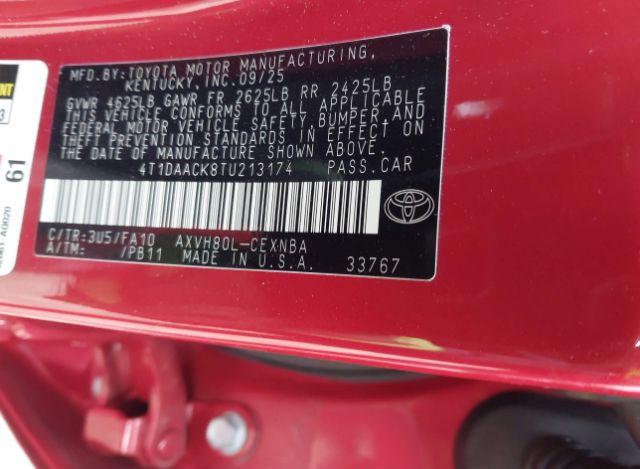 MFD.BY:TOYOTA MOTOR MANUFACTURING,
KENTUCKY, INC.09/25
GVWR 4625LB GAWR FR 2625LB RR 2425LB
THIS VEHICLE CONFORMS TO ALL APPLICABLE
FEDERAL MOTOR VEHICLE SAFETY,BUMPER,AND
THEFT PREVENTION STANDARDS IN EFFECT ON
THE DATE OF MANUFACTURE SHOWN ABOVE.
4T1DAACK8TU213174 PASS.CAR
C/TR:3U5/FA10 AXVH80L-CEXNBA
A/TM: /PB11 MADE IN U.S.A. 33767
61